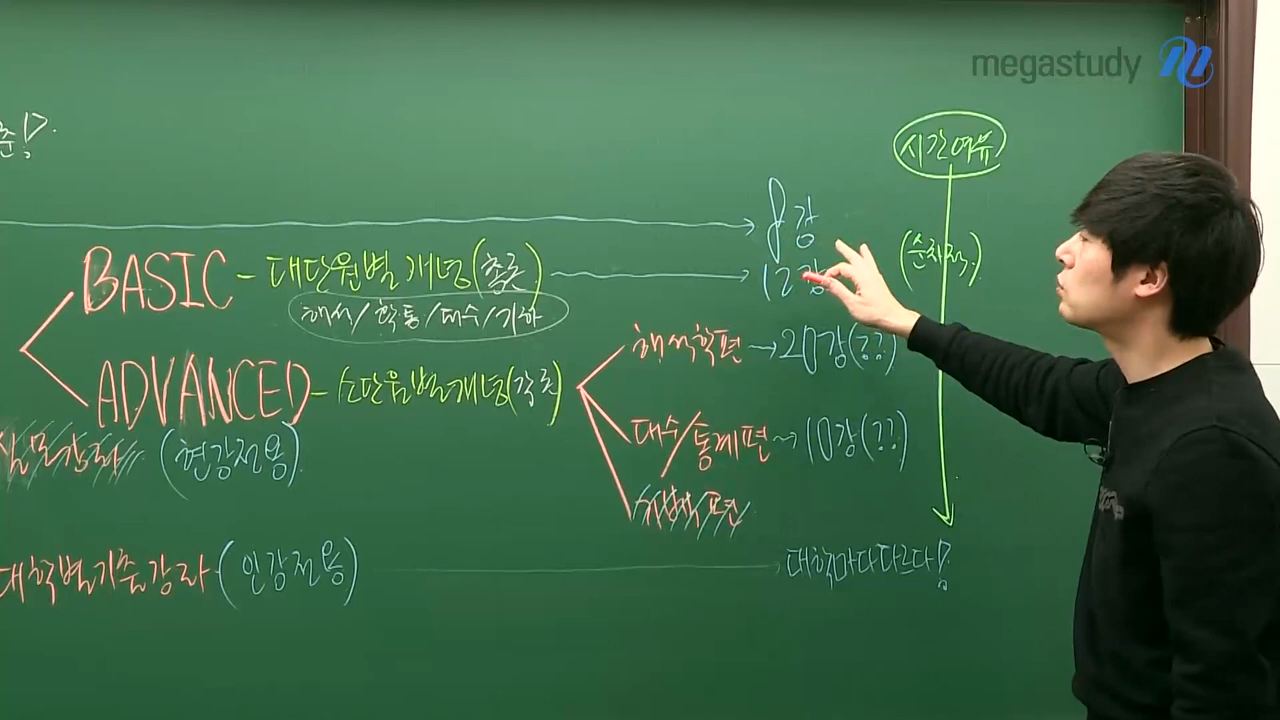 megastudy
시간여유
준!
8강
(순차적.)
BASIC - 대단원별개념(총론)
12강
해석/확통/대수/기하
해석학편 → 20강(??)
ADVANCED - 소단원별개념(각론)
대수/통계편 ~ 10강(??)
(현강전용)
대학별기출강좌 (인강전용)
대학마다 다르다!